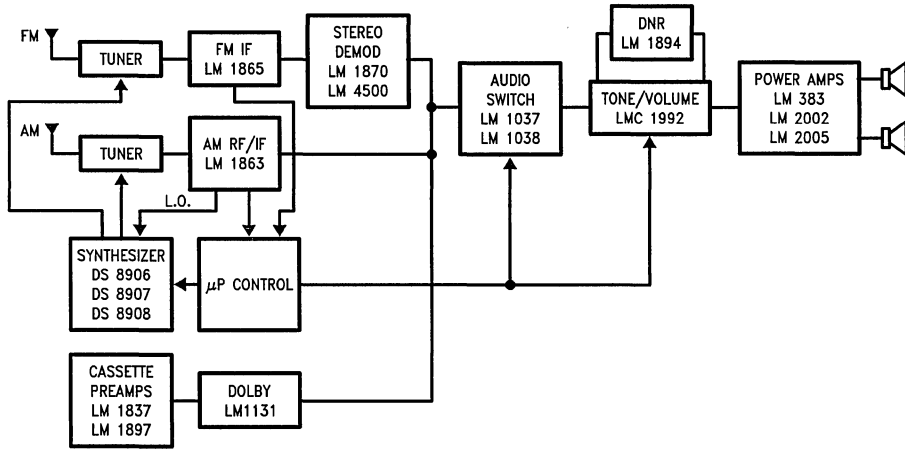 FM
TUNER
FM IF
LM 1865
STEREO
DEMOD
LM 1870
LM 4500
DNR
LM 1894
AUDIO
SWITCH
LM 1037
LM 1038
TONE/VOLUME
LMC 1992
POWER AMPS
LM 383
LM 2002
LM 2005
AM
TUNER
AM RF/IF
LM 1863
L.O.
SYNTHESIZER
DS 8906
DS 8907
DS 8908
μP CONTROL
CASSETTE
PREAMPS
LM 1837
LM 1897
DOLBY
LM1131